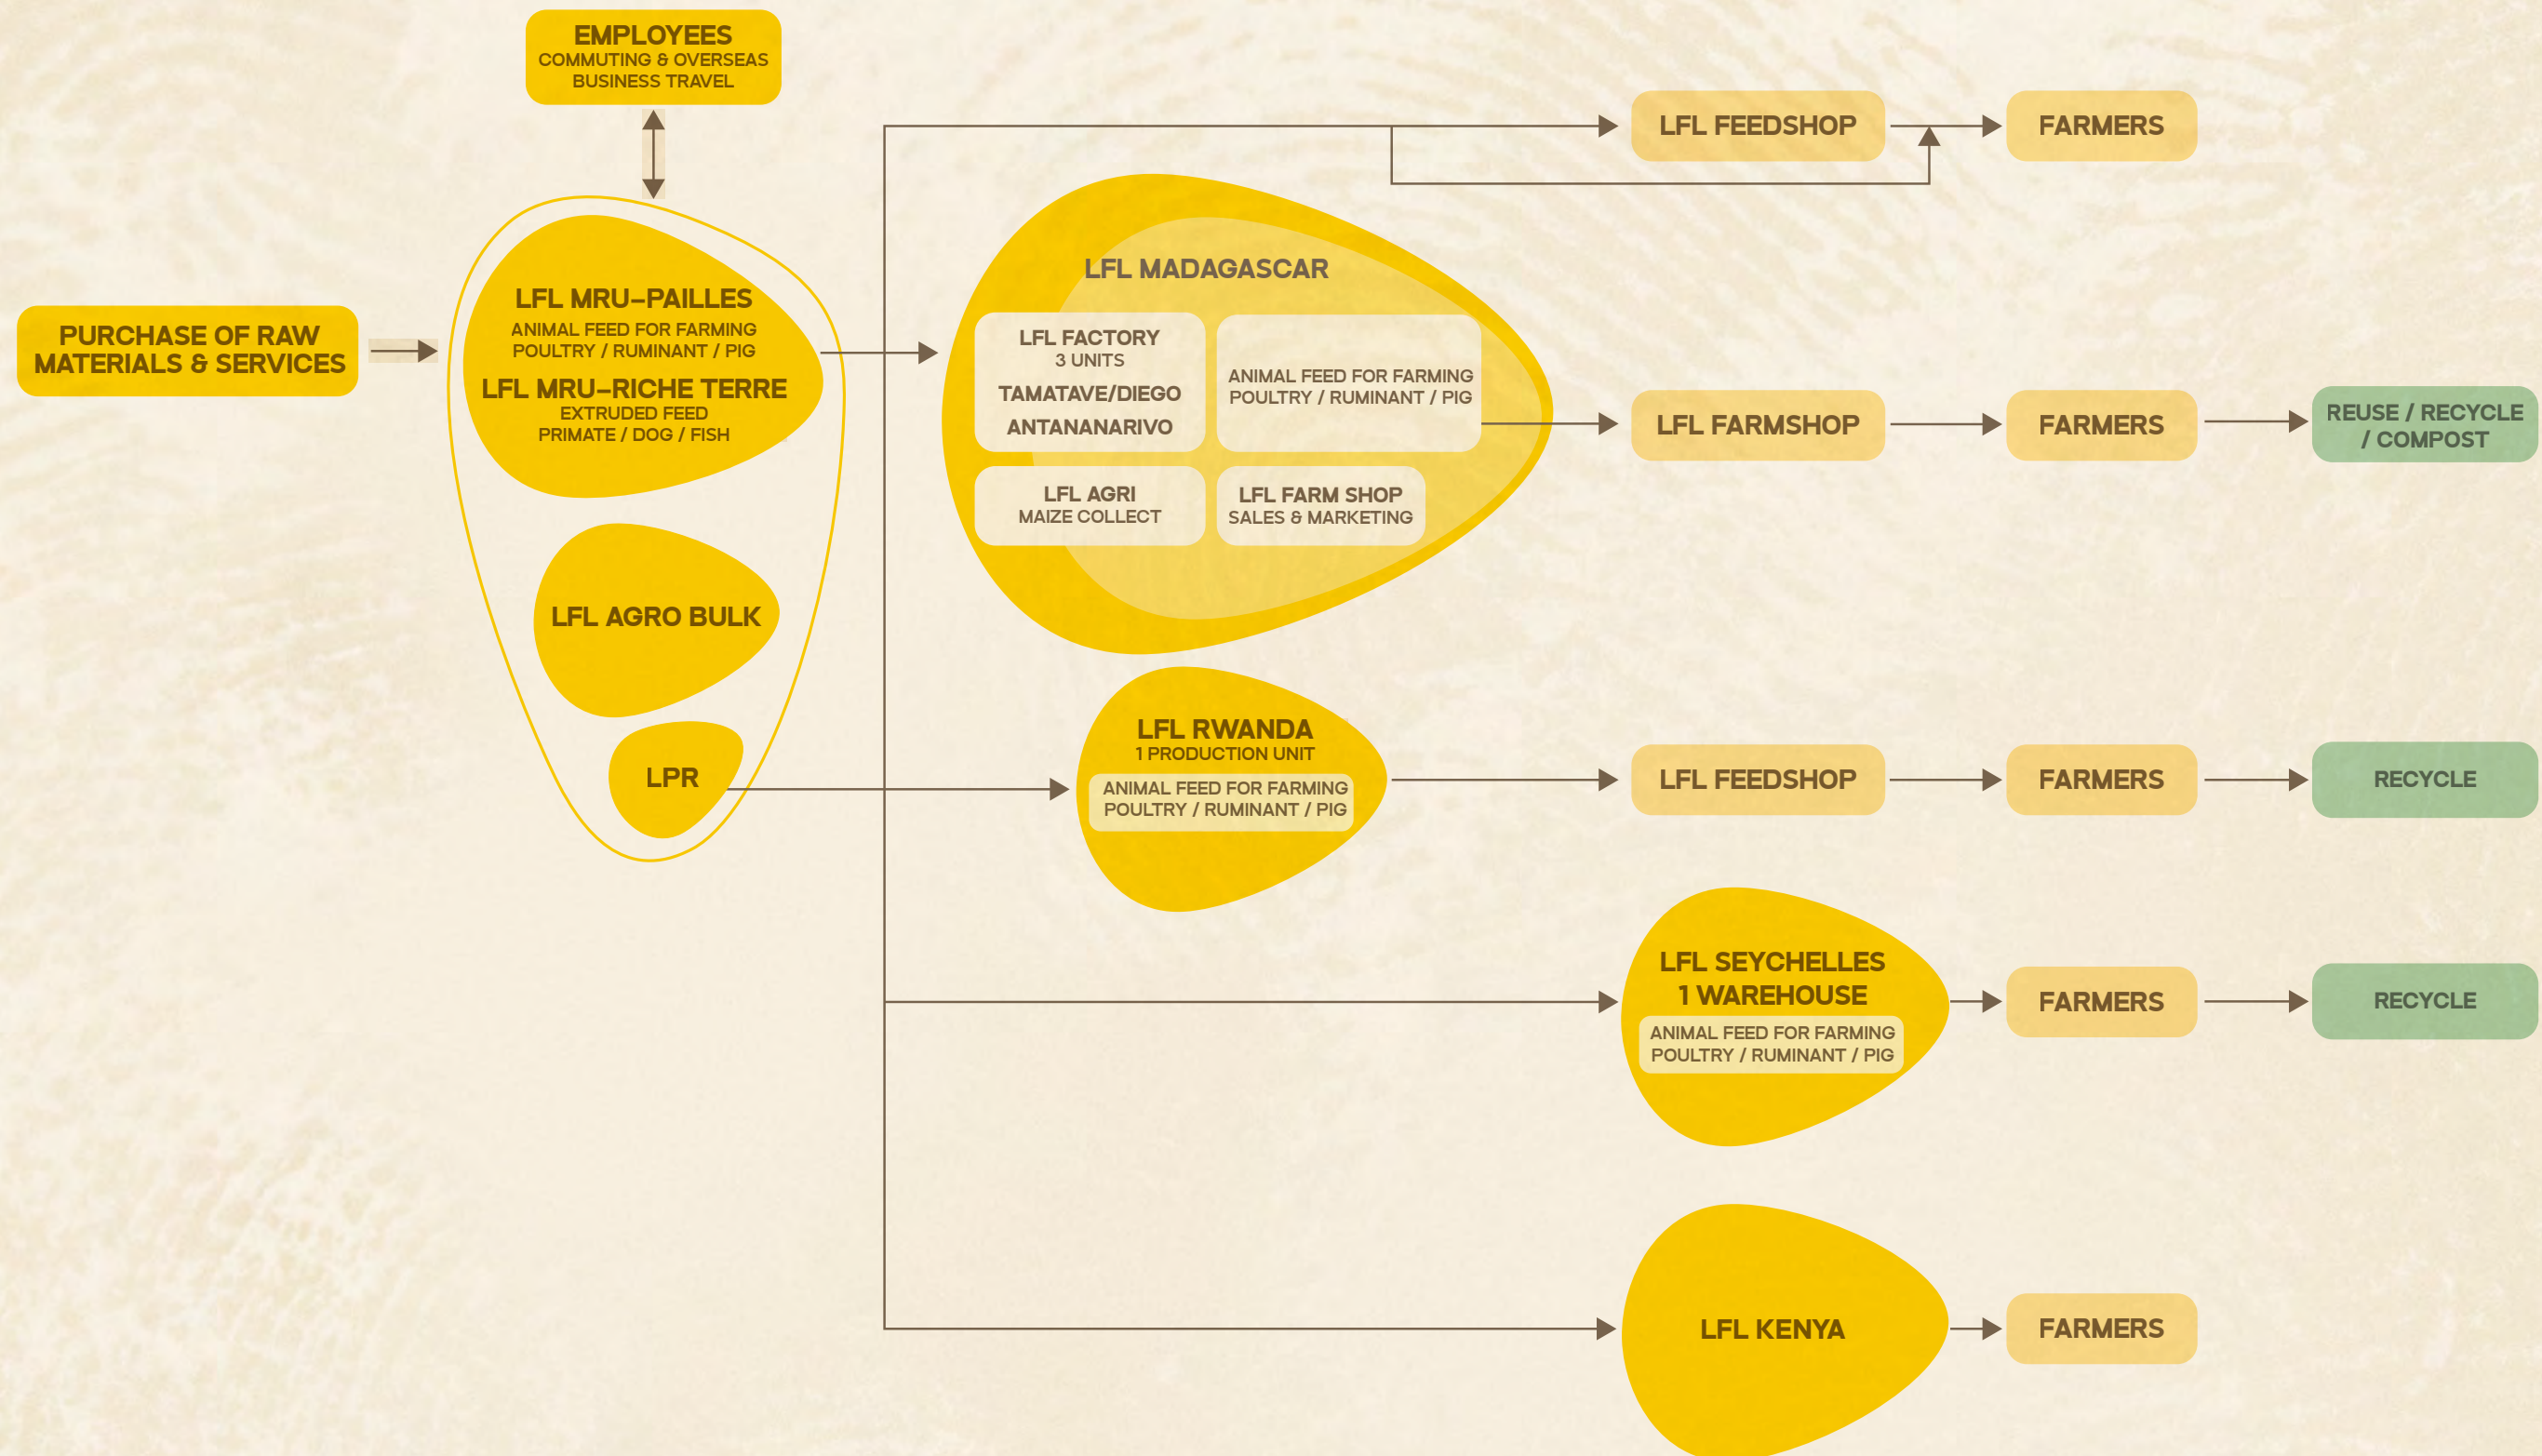 EMPLOYEES
COMMUTING & OVERSEAS
BUSINESS TRAVEL
PURCHASE OF RAW
MATERIALS & SERVICES
LFL MRU-PAILLES
ANIMAL FEED FOR FARMING
POULTRY / RUMINANT / PIG
LFL MRU-RICHE TERRE
EXTRUDED FEED
PRIMATE / DOG / FISH
LFL AGRO BULK
LPR
LFL FEEDSHOP
FARMERS
LFL MADAGASCAR
LFL FACTORY
3 UNITS
TAMATAVE/DIEGO
ANTANANARIVO
ANIMAL FEED FOR FARMING
POULTRY / RUMINANT / PIG
LFL AGRI
MAIZE COLLECT
LFL FARM SHOP
SALES & MARKETING
LFL FARMSHOP
FARMERS
REUSE / RECYCLE
/ COMPOST
LFL RWANDA
1 PRODUCTION UNIT
ANIMAL FEED FOR FARMING
POULTRY / RUMINANT / PIG
LFL FEEDSHOP
FARMERS
RECYCLE
LFL SEYCHELLES
1 WAREHOUSE
ANIMAL FEED FOR FARMING
POULTRY / RUMINANT / PIG
FARMERS
RECYCLE
LFL KENYA
FARMERS